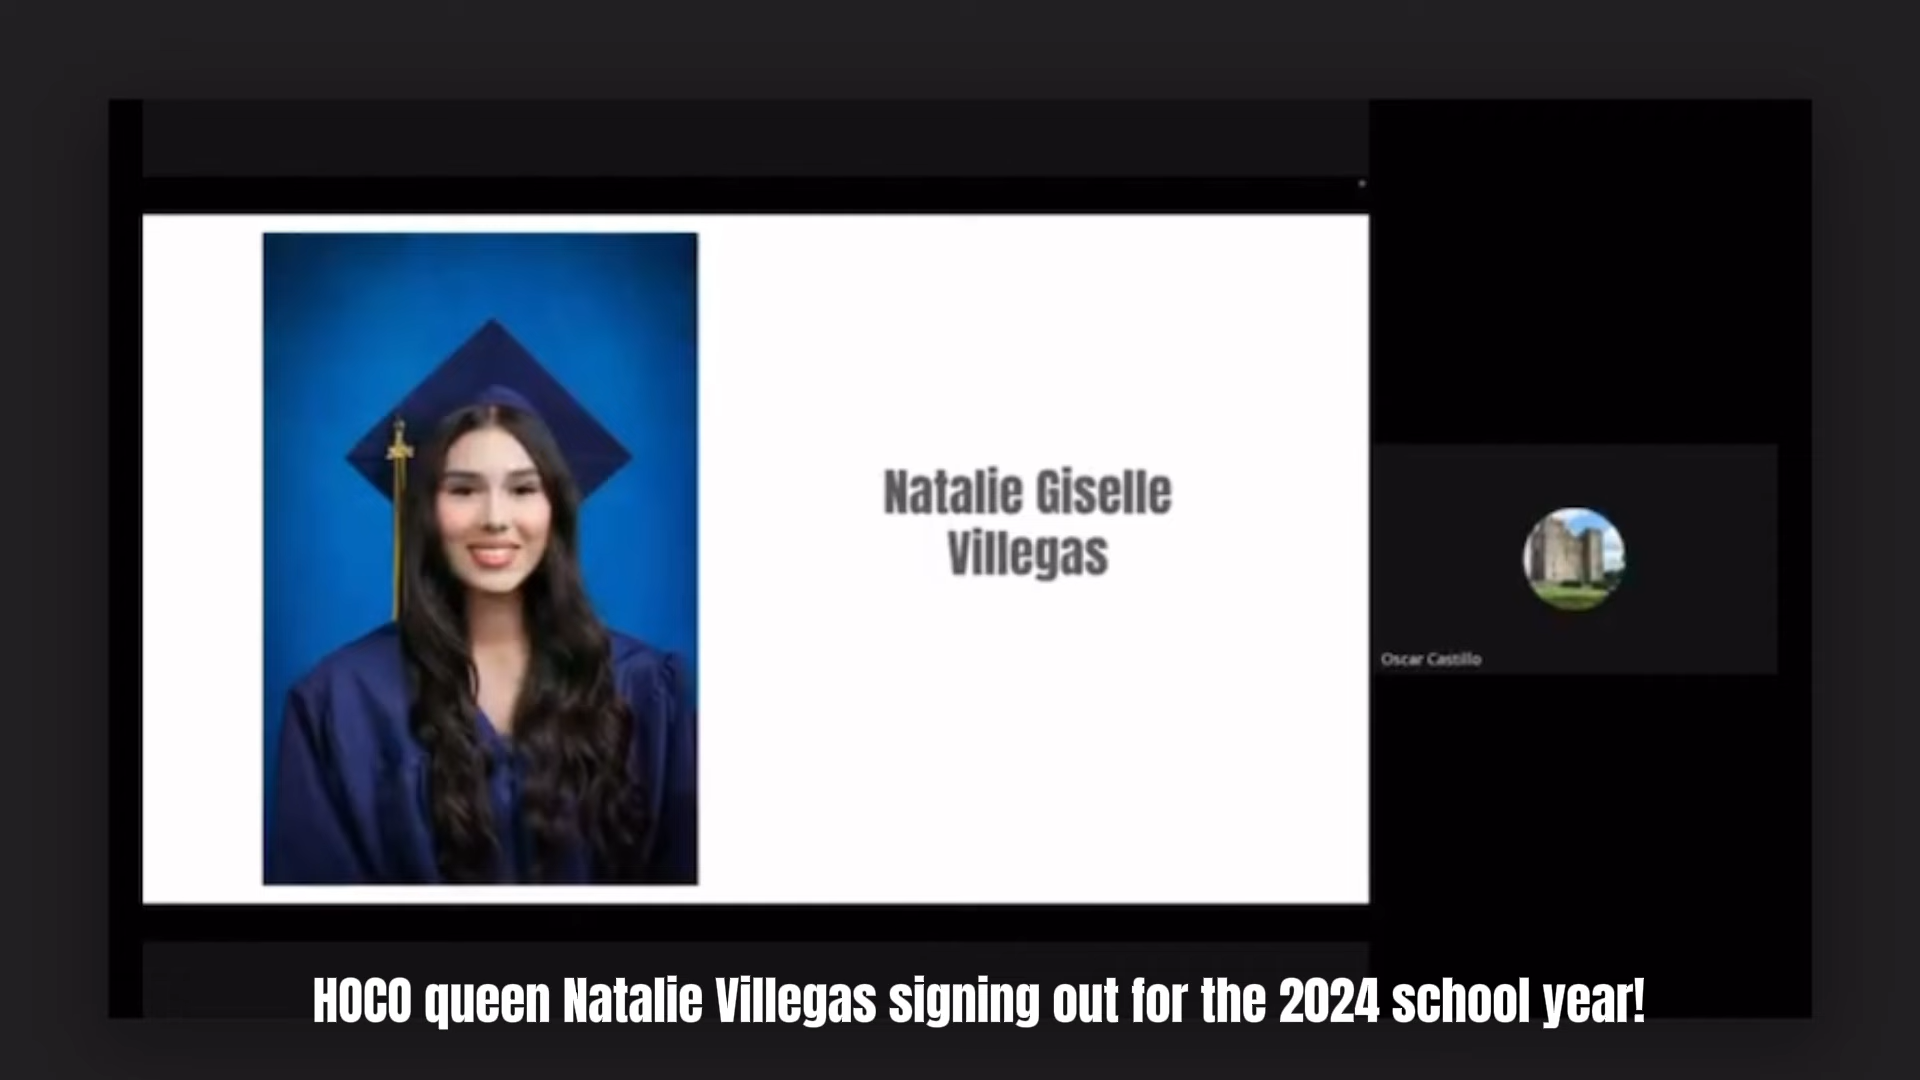 Natalie Giselle
Villegas
Oscar Castillo
HOCO queen Natalie Villegas signing out for the 2024 school year!